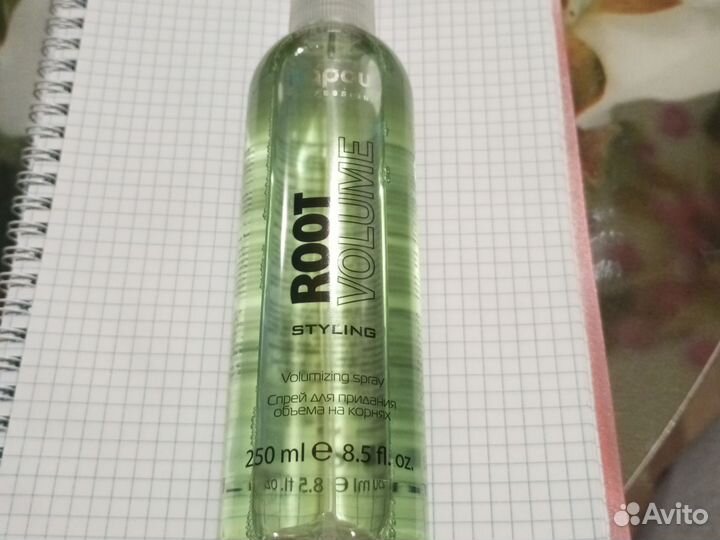 ROOT
VOLUME
STYLING
Volumizing spray
Спрей для придания
объема на корнях
250 ml e 8.5 fl. oz.
Avito